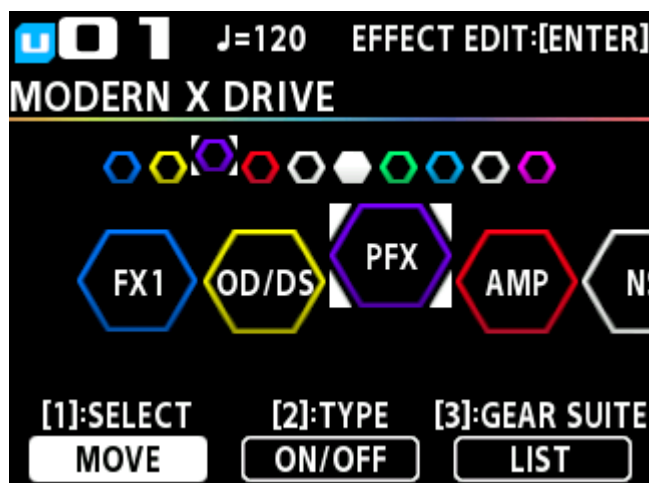 U01 ♩=120 EFFECT EDIT:[ENTER]
MODERN X DRIVE
FX1 OD/DS PFX AMP NS
[1]:SELECT [2]:TYPE [3]:GEAR SUITE
MOVE ON/OFF LIST